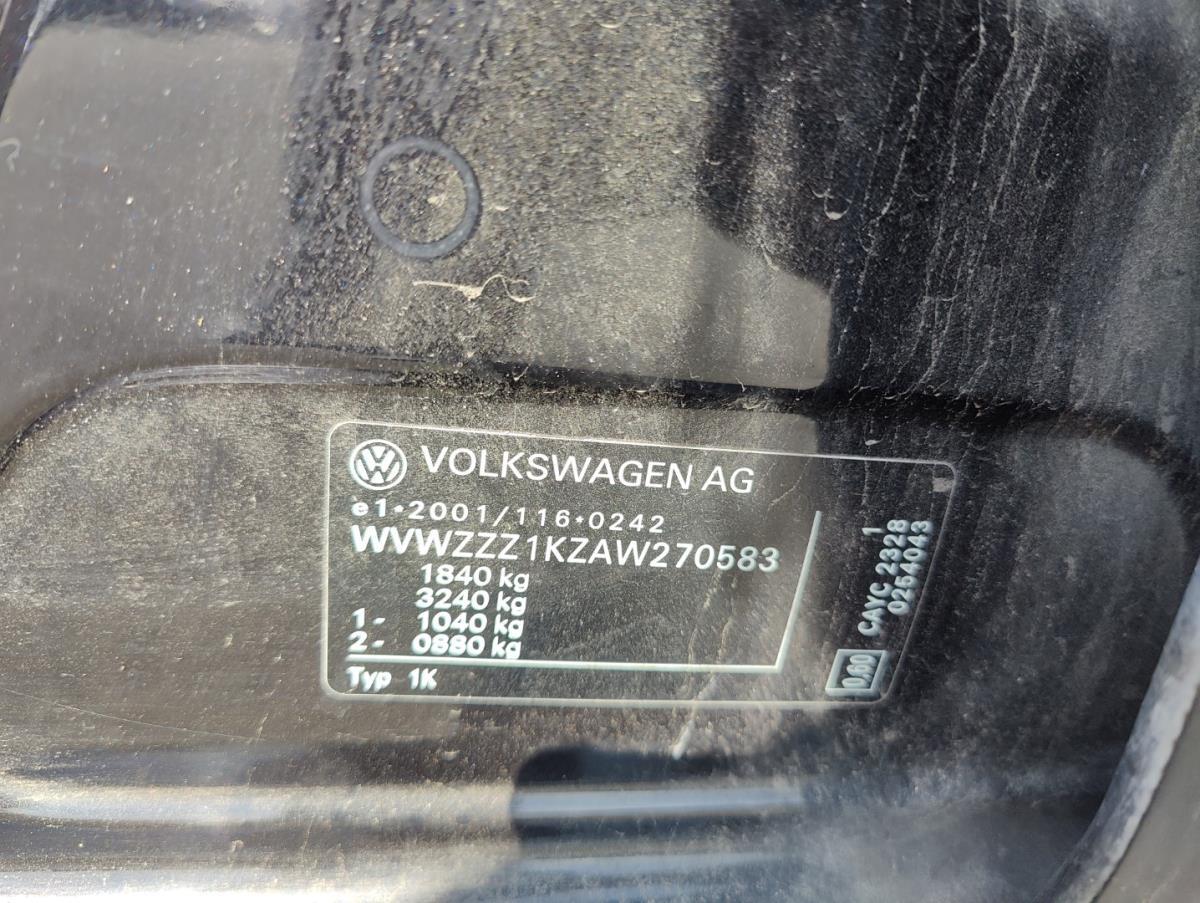 VOLKSWAGEN AG
e1*2001/116*0242
WVWZZZ1KZAW270583
1840 kg
3240 kg
1- 1040 kg
2- 0880 kg
Typ 1K
1
CAYC 2328
0254043
0.60